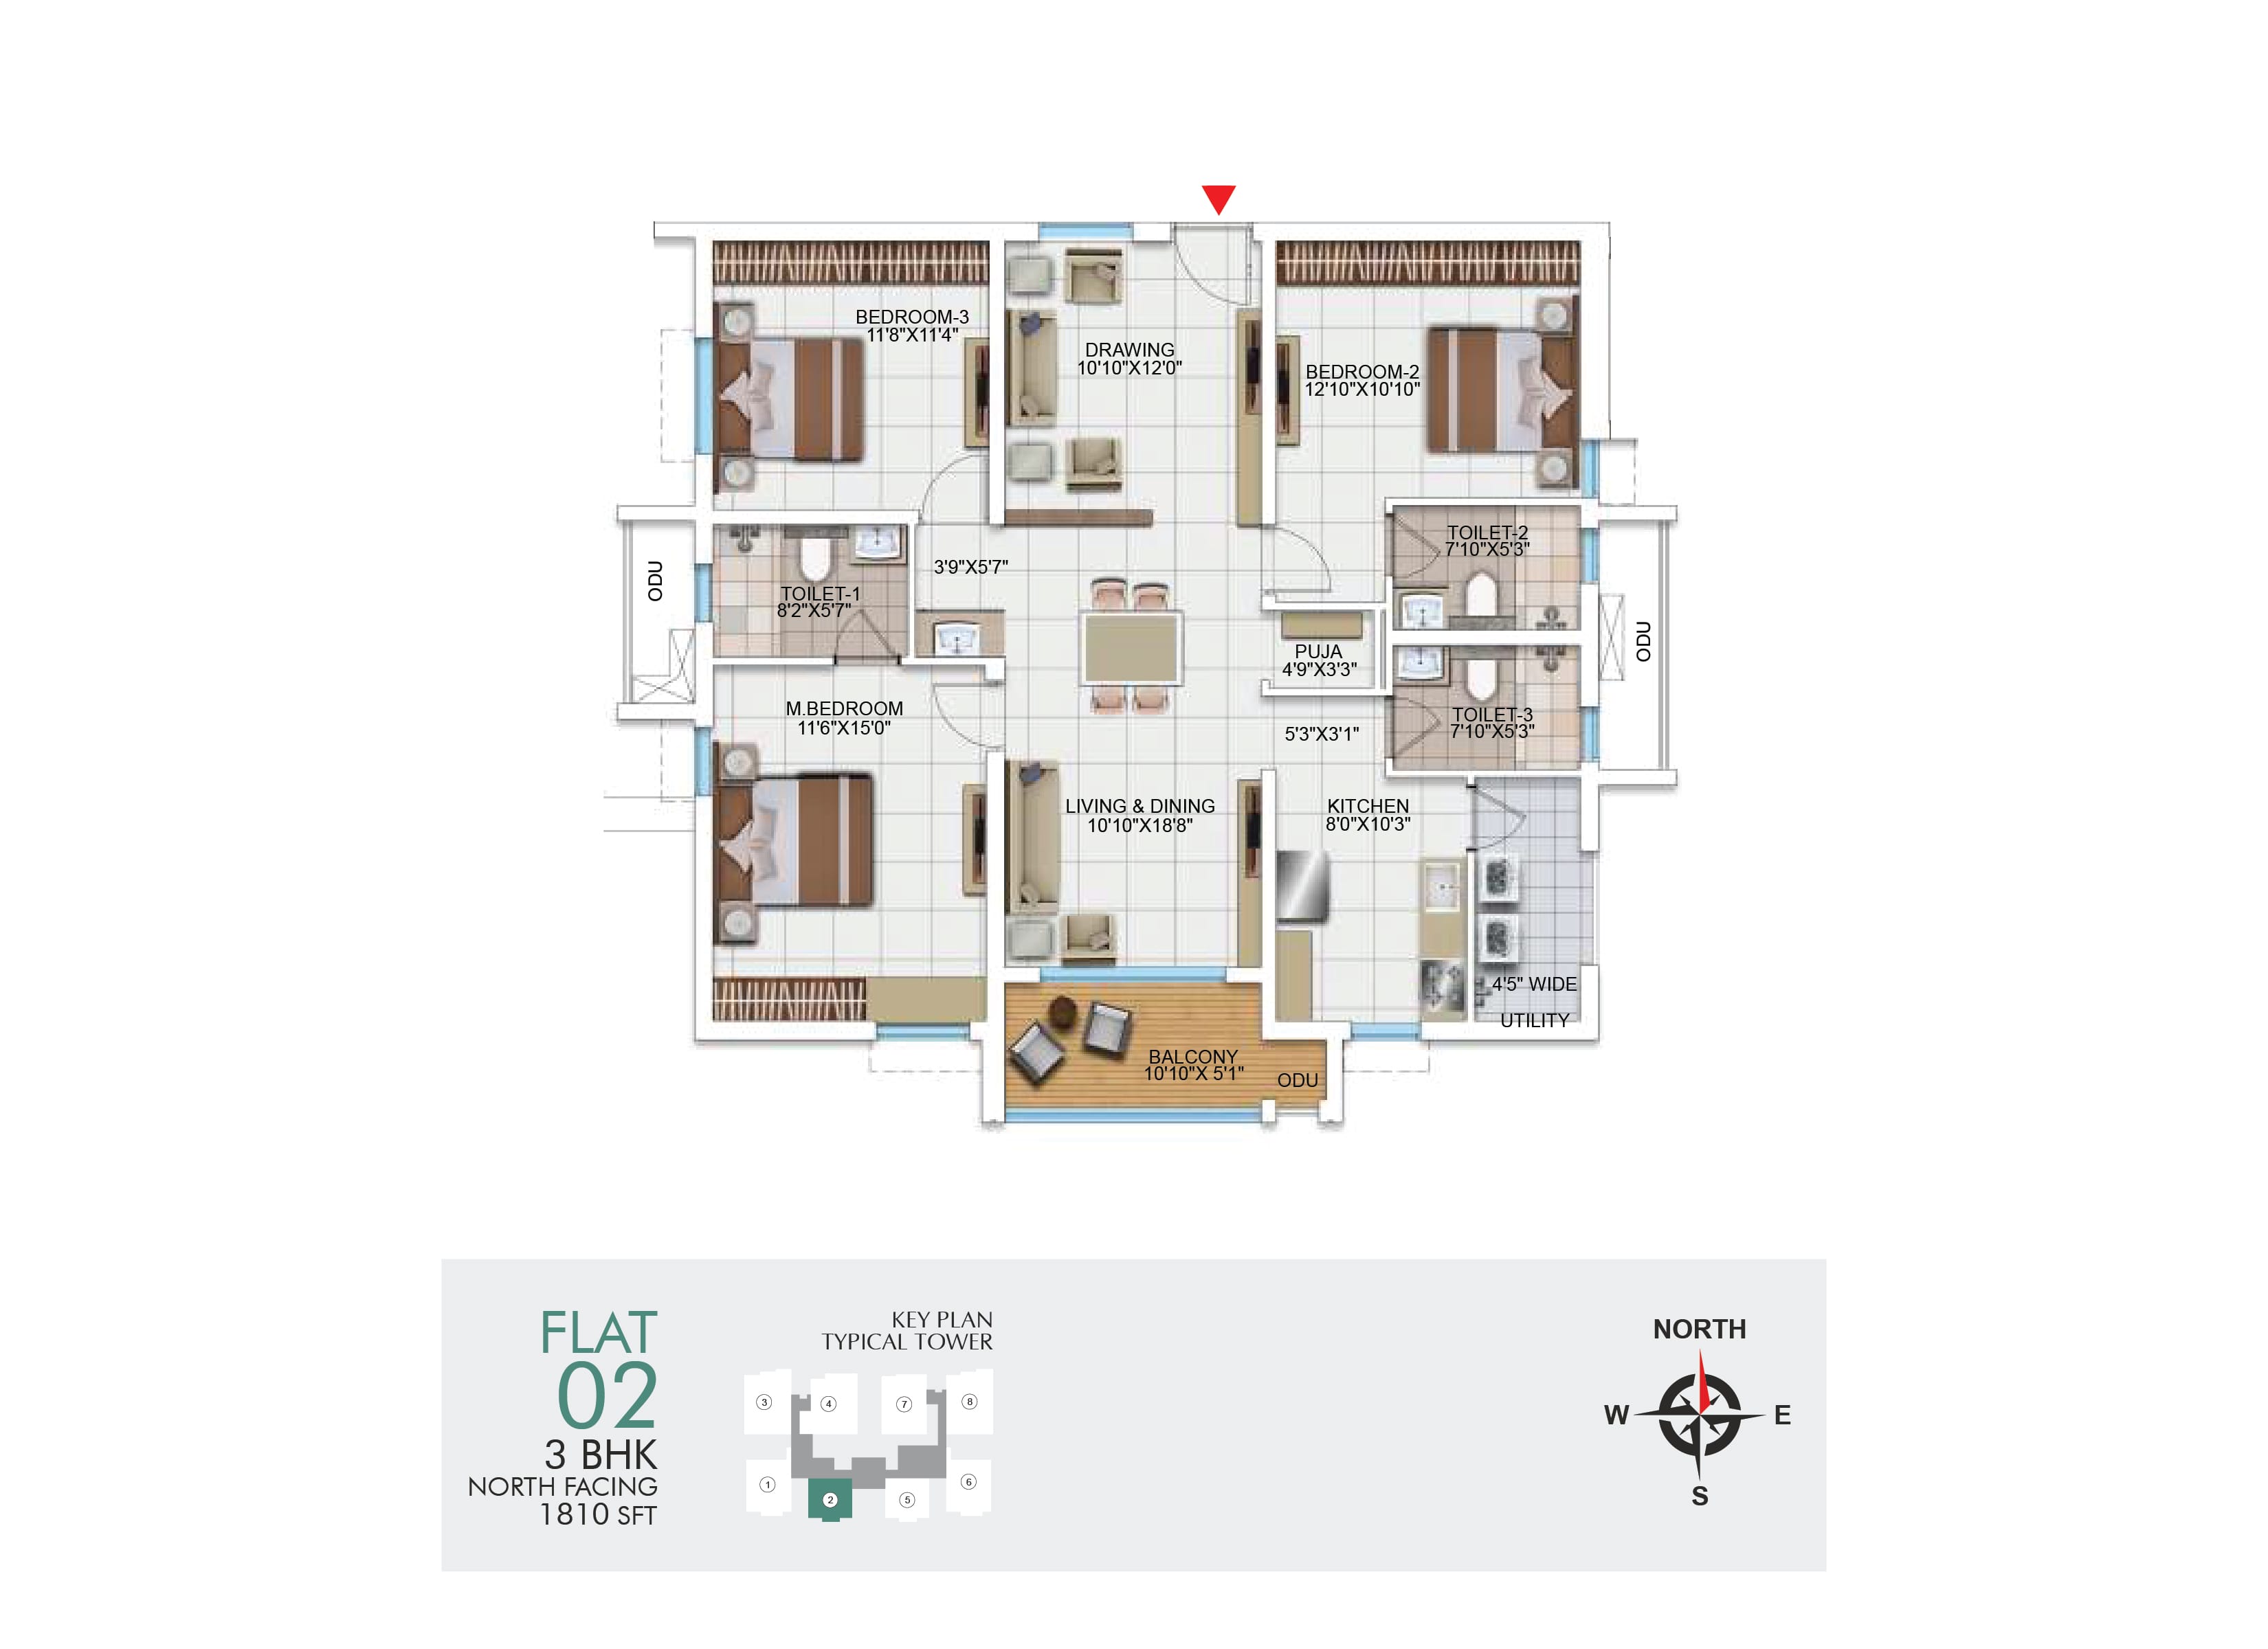 BEDROOM-3
11'8"X11'4"
DRAWING
10'10"X12'0"
BEDROOM-2
12'10"X10'10"
TOILET-2
7'10"X5'3"
ODU
3'9"X5'7"
TOILET-1
8'2"X5'7"
ODU
PUJA
4'9"X3'3"
M.BEDROOM
11'6"X15'0"
TOILET-3
7'10"X5'3"
5'3"X3'1"
LIVING & DINING
10'10"X18'8"
KITCHEN
8'0"X10'3"
4'5" WIDE
UTILITY
BALCONY
10'10"X 5'1"
ODU
FLAT
02
3 BHK
NORTH FACING
1810 SFT
KEY PLAN
TYPICAL TOWER
3
4
7
8
1
2
5
6
NORTH
W
E
S